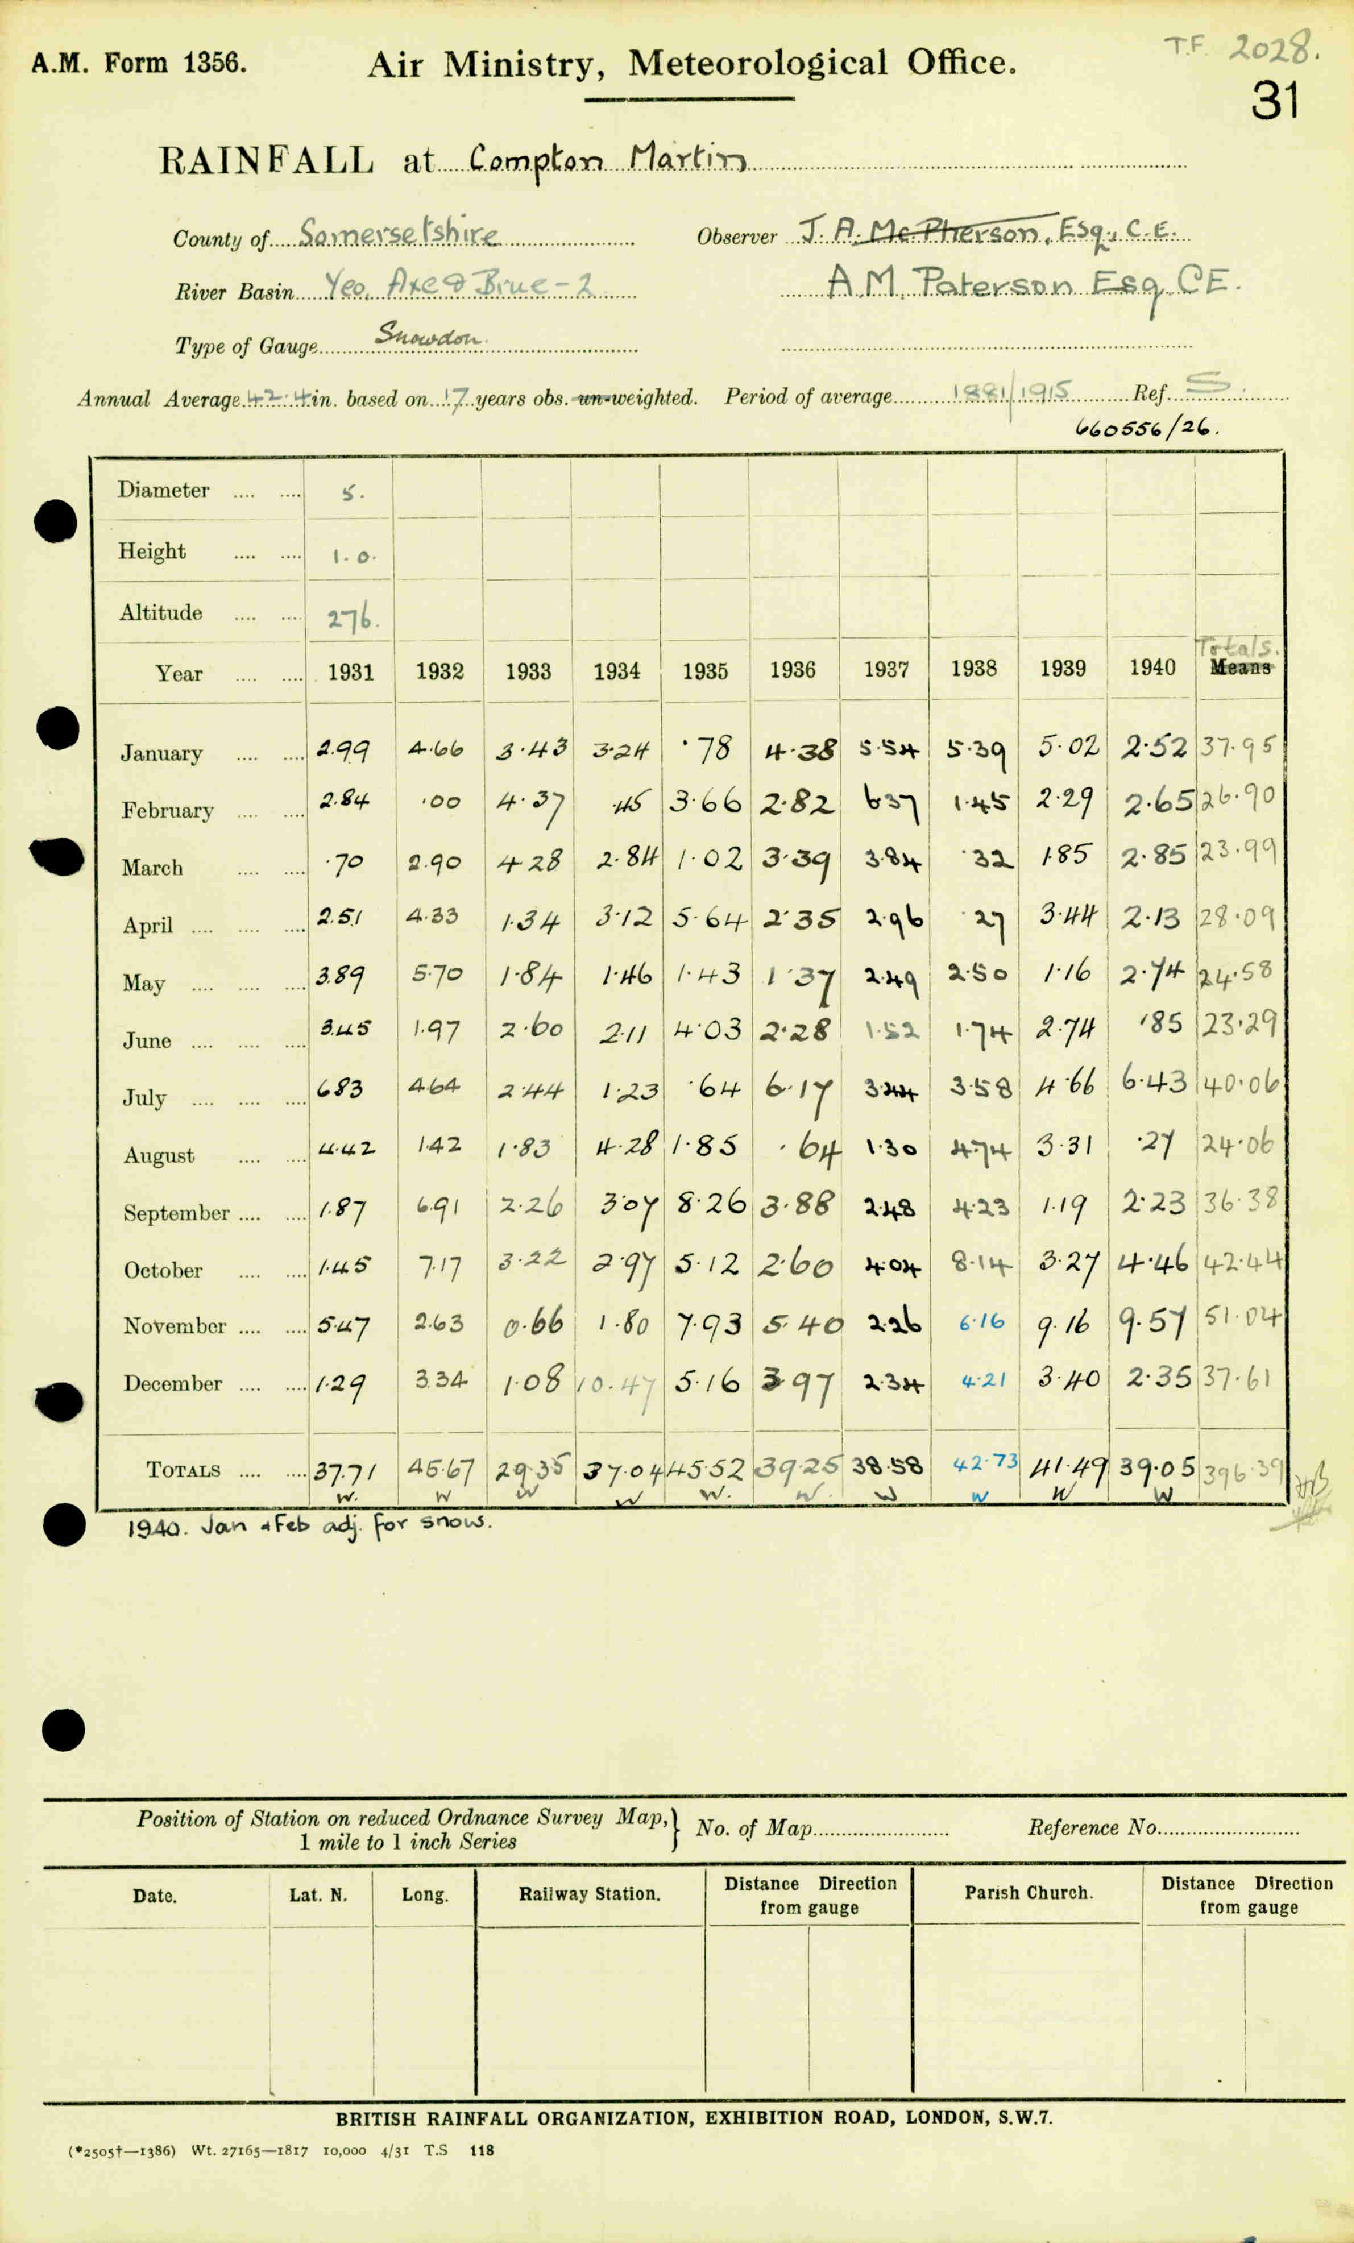 T.F. 2028.
A.M. Form 1356. Air Ministry, Meteorological Office.
31
RAINFALL at Compton Martin
County of Somersetshire Observer J. A. McPherson, Esq., C.E.
River Basin Yeo, Axe & Brue - 2 A.M. Paterson Esq. CE.
Type of Gauge Snowdon
Annual Average 42.4 in. based on 17 years obs. un-weighted. Period of average 1881/1915 Ref. S.
660556/26.
Diameter 5.
Height 1.0.
Altitude 276.
Totals.
Year 1931 1932 1933 1934 1935 1936 1937 1938 1939 1940 Means
January 2.99 4.66 3.43 3.24 .78 4.38 5.54 5.39 5.02 2.52 37.95
February 2.84 .00 4.37 .45 3.66 2.82 6.37 1.45 2.29 2.65 26.90
March .70 2.90 4.28 2.84 1.02 3.39 3.84 .32 1.85 2.85 23.99
April 2.51 4.33 1.34 3.12 5.64 2.35 2.96 .27 3.44 2.13 28.09
May 3.89 5.70 1.84 1.46 1.43 1.37 2.49 2.50 1.16 2.74 24.58
June 3.45 1.97 2.60 2.11 4.03 2.28 1.52 1.74 2.74 .85 23.29
July 6.83 4.64 2.44 1.23 .64 6.17 3.44 3.58 4.66 6.43 40.06
August 4.42 1.42 1.83 4.28 1.85 .64 1.30 4.74 3.31 .27 24.06
September 1.87 6.91 2.26 3.07 8.26 3.88 2.48 4.23 1.19 2.23 36.38
October 1.45 7.17 3.22 2.97 5.12 2.60 4.04 8.14 3.27 4.46 42.44
November 5.47 2.63 0.66 1.80 7.93 5.40 2.26 6.16 9.16 9.57 51.04
December 1.29 3.34 1.08 10.47 5.16 3.97 2.34 4.21 3.40 2.35 37.61
TOTALS 37.71 45.67 29.35 37.04 45.52 39.25 38.58 42.73 41.49 39.05 396.39
W. W W W W. W. W W W W
1940. Jan & Feb adj. for snow.
Position of Station on reduced Ordnance Survey Map,} No. of Map Reference No.
1 mile to 1 inch Series
Date. Lat. N. Long. Railway Station. Distance Direction from gauge Parish Church. Distance Direction from gauge
BRITISH RAINFALL ORGANIZATION, EXHIBITION ROAD, LONDON, S.W.7.
(*2505†—1386) Wt. 27165—1817 10,000 4/31 T.S 118